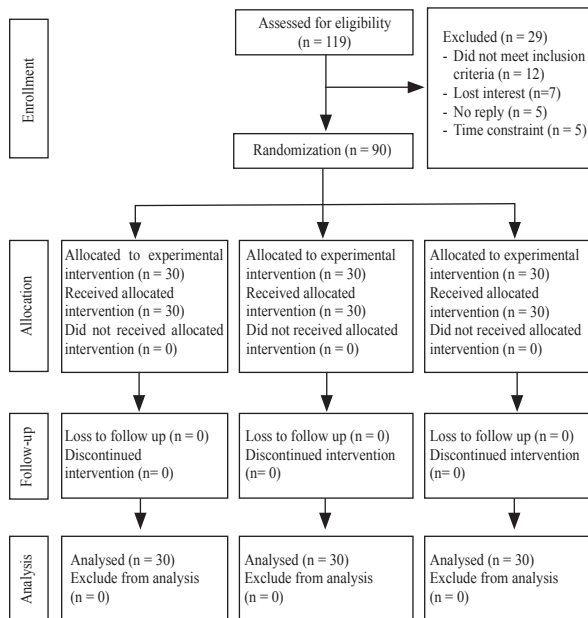 Enrollment
Assessed for eligibility
(n = 119)
Excluded (n = 29)
- Did not meet inclusion
criteria (n = 12)
- Lost interest (n=7)
- No reply (n = 5)
- Time constraint (n = 5)
Randomization (n = 90)
Allocation
Allocated to experimental
intervention (n = 30)
Received allocated
intervention (n = 30)
Did not received allocated
intervention (n = 0)
Allocated to experimental
intervention (n = 30)
Received allocated
intervention (n = 30)
Did not received allocated
intervention (n = 0)
Allocated to experimental
intervention (n = 30)
Received allocated
intervention (n = 30)
Did not received allocated
intervention (n = 0)
Follow-up
Loss to follow up (n = 0)
Discontinued
intervention (n= 0)
Loss to follow up (n = 0)
Discontinued intervention
(n= 0)
Loss to follow up (n = 0)
Discontinued intervention
(n = 0)
Analysis
Analysed (n = 30)
Exclude from analysis
(n = 0)
Analysed (n = 30)
Exclude from analysis
(n = 0)
Analysed (n = 30)
Exclude from analysis
(n = 0)